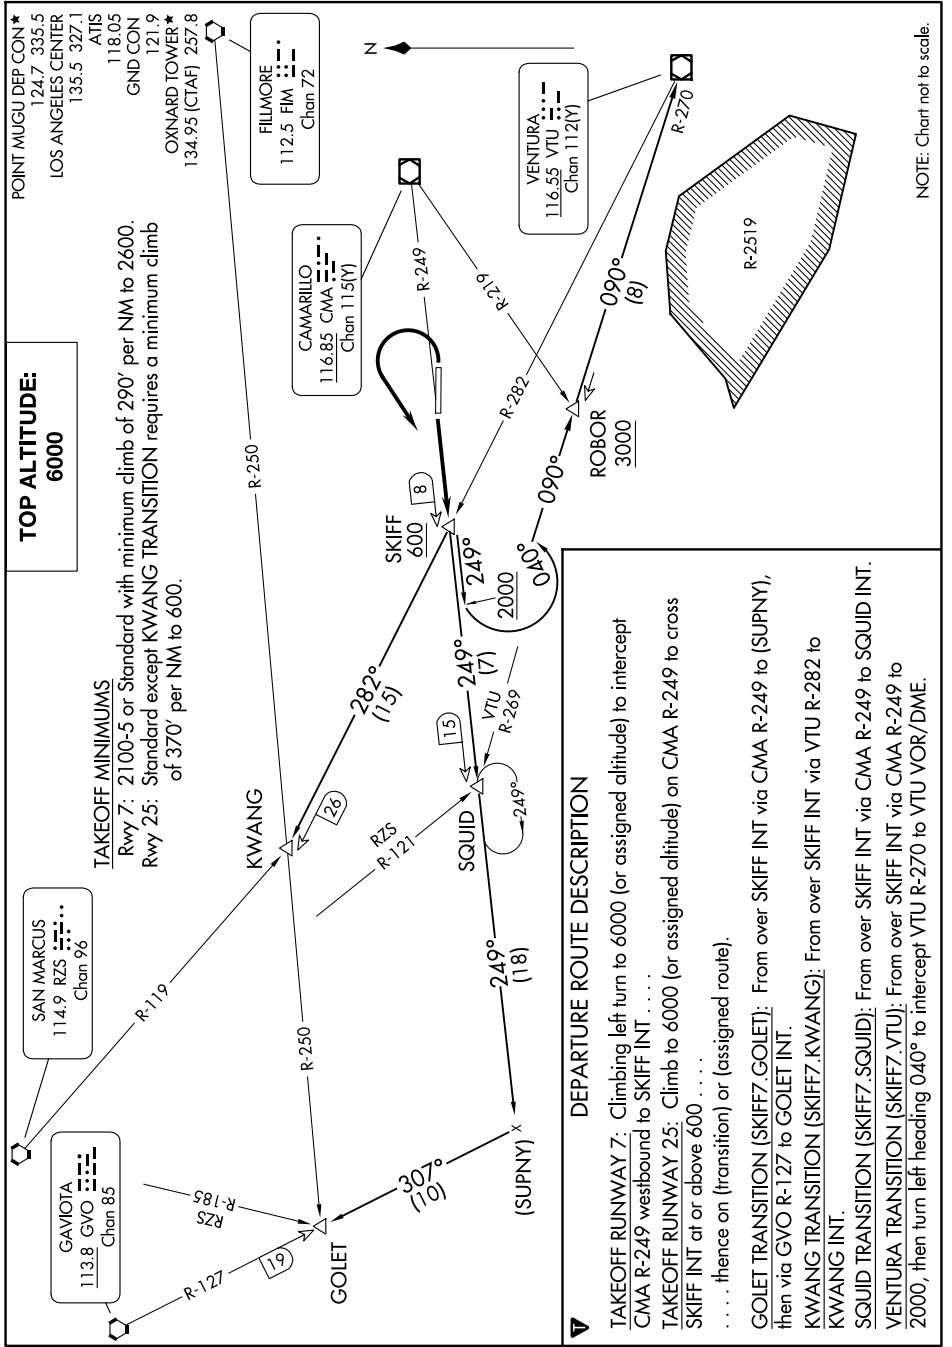 TOP ALTITUDE:
6000
POINT MUGU DEP CON★
124.7 335.5
LOS ANGELES CENTER
135.5 327.1
ATIS
118.05
GND CON
121.9
OXNARD TOWER★
134.95 (CTAF) 257.8
TAKEOFF MINIMUMS
Rwy 7: 2100-5 or Standard with minimum climb of 290' per NM to 2600.
Rwy 25: Standard except KWANG TRANSITION requires a minimum climb
of 370' per NM to 600.
SAN MARCUS
114.9 RZS
Chan 96
GAVIOTA
113.8 GVO
Chan 85
FILLMORE
112.5 FIM
Chan 72
CAMARILLO
116.85 CMA
Chan 115(Y)
VENTURA
116.55 VTU
Chan 112(Y)
N
R-119
R-250
R-250
RZS
R-185
R-127
19
GOLET
307°
(10)
(SUPNY)
249°
(18)
KWANG
26
282°
(15)
RZS
R-121
SQUID
15
249°
VTU
R-269
249°
(7)
SKIFF
600
8
249°
2000
040°
090°
ROBOR
3000
R-249
R-219
R-282
090°
(8)
R-270
R-2519
NOTE: Chart not to scale.
DEPARTURE ROUTE DESCRIPTION
T
TAKEOFF RUNWAY 7: Climbing left turn to 6000 (or assigned altitude) to intercept
CMA R-249 westbound to SKIFF INT . . . .
TAKEOFF RUNWAY 25: Climb to 6000 (or assigned altitude) on CMA R-249 to cross
SKIFF INT at or above 600 . . . .
. . . . thence on (transition) or (assigned route).
GOLET TRANSITION (SKIFF7.GOLET): From over SKIFF INT via CMA R-249 to (SUPNY),
then via GVO R-127 to GOLET INT.
KWANG TRANSITION (SKIFF7.KWANG): From over SKIFF INT via VTU R-282 to
KWANG INT.
SQUID TRANSITION (SKIFF7.SQUID): From over SKIFF INT via CMA R-249 to SQUID INT.
VENTURA TRANSITION (SKIFF7.VTU): From over SKIFF INT via CMA R-249 to
2000, then turn left heading 040° to intercept VTU R-270 to VTU VOR/DME.